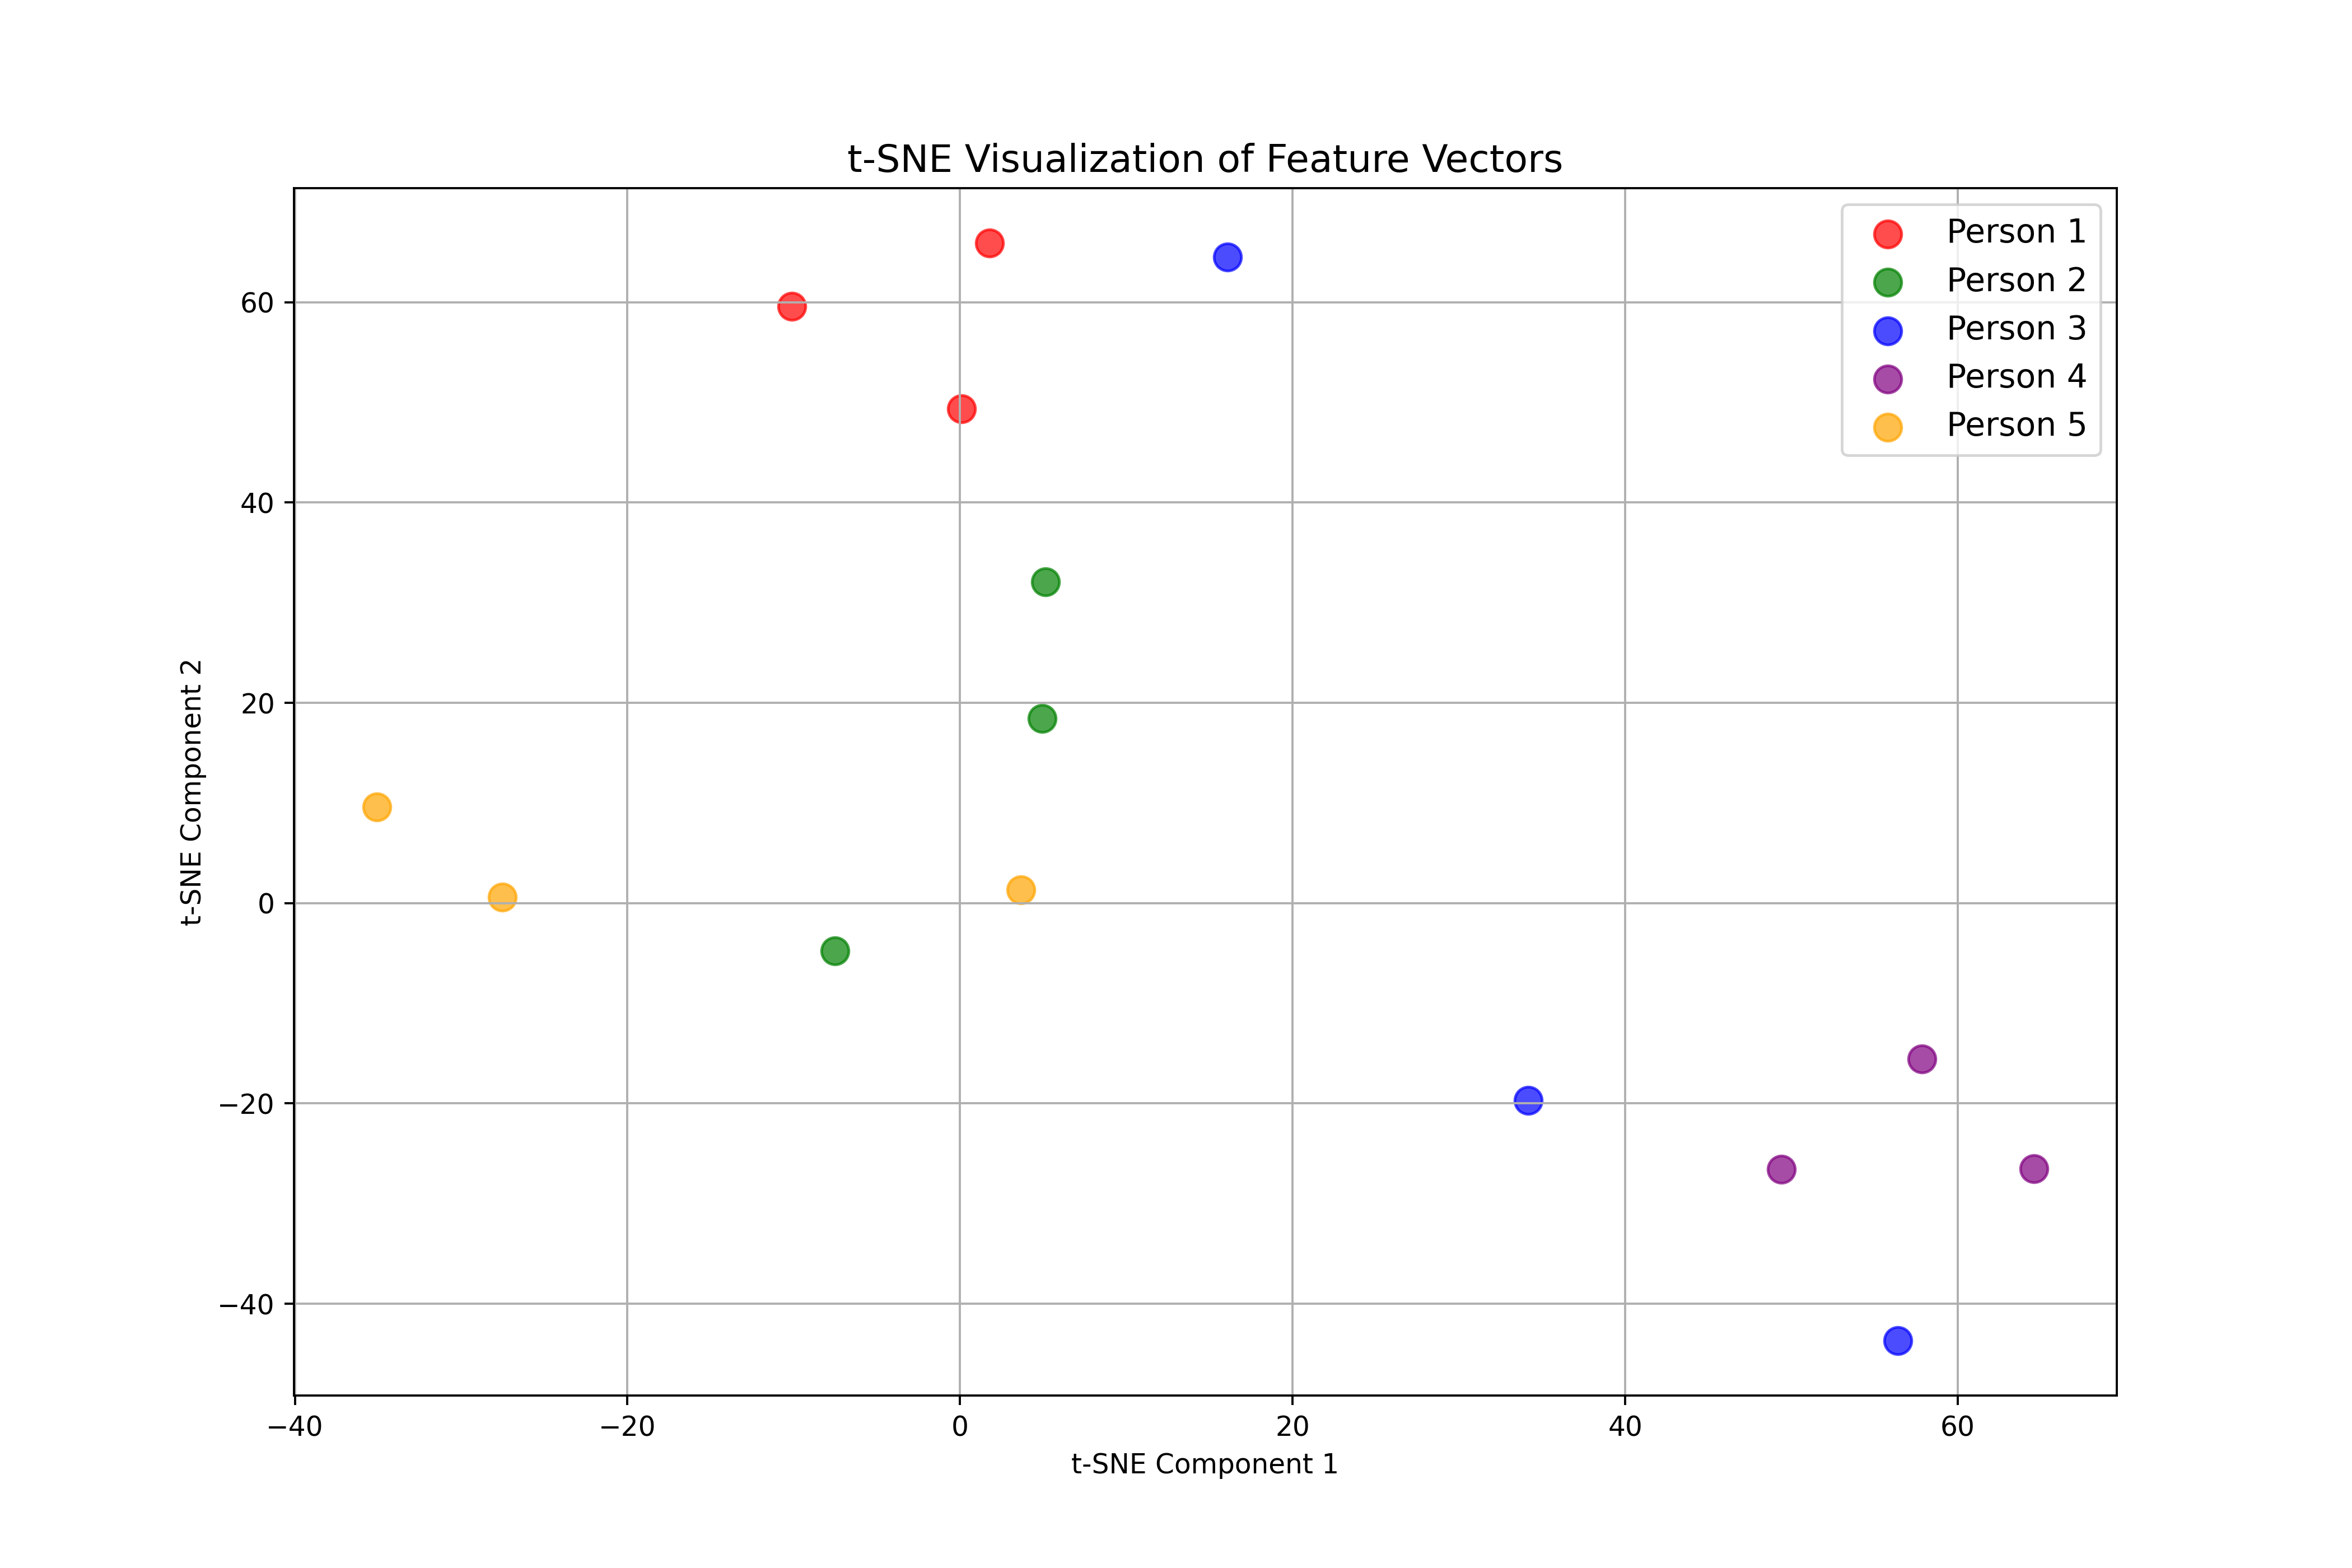 t-SNE Visualization of Feature Vectors
Person 1
Person 2
Person 3
Person 4
Person 5
60
40
20
0
−20
−40
t-SNE Component 2
−40
−20
0
20
40
60
t-SNE Component 1